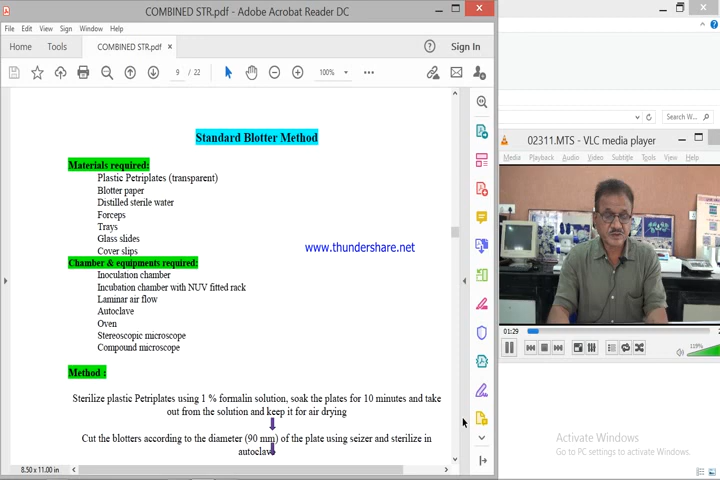 COMBINED STR.pdf - Adobe Acrobat Reader DC
File Edit View Sign Window Help
Home Tools COMBINED STR.pdf × Sign In
9 / 22 100%
Standard Blotter Method
Materials required:
Plastic Petriplates (transparent)
Blotter paper
Distilled sterile water
Forceps
Trays
Glass slides
Cover slips
www.thundershare.net
Chamber & equipments required:
Inoculation chamber
Incubation chamber with NUV fitted rack
Laminar air flow
Autoclave
Oven
Stereoscopic microscope
Compound microscope
Method :
Sterilize plastic Petriplates using 1 % formalin solution, soak the plates for 10 minutes and take
out from the solution and keep it for air drying
Cut the blotters according to the diameter (90 mm) of the plate using seizer and sterilize in
autoclave
8.50 x 11.00 in
Search W...
02311.MTS - VLC media player
Media Playback Audio Video Subtitle Tools View Help
01:29
119%
Activate Windows
Go to PC settings to activate Windows.